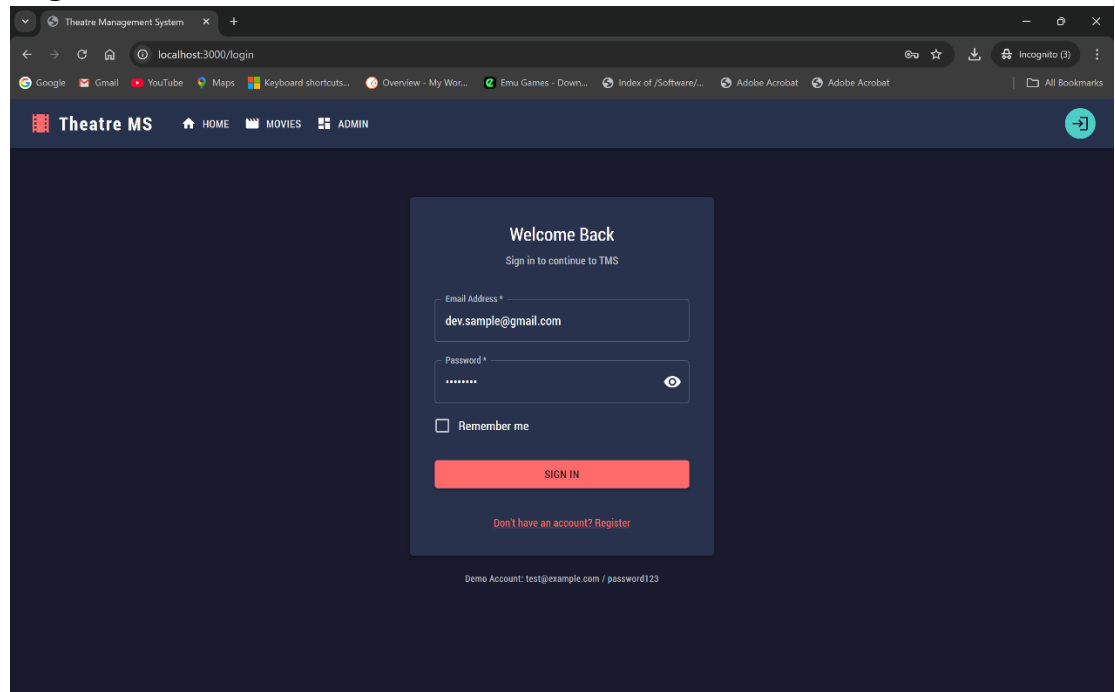 Theatre Management System
localhost:3000/login
Incognito (3)
Google Gmail YouTube Maps Keyboard shortcuts... Overview - My Wor... Emu Games - Down... Index of /Software/... Adobe Acrobat Adobe Acrobat All Bookmarks
Theatre MS HOME MOVIES ADMIN
Welcome Back
Sign in to continue to TMS
Email Address *
dev.sample@gmail.com
Password *
••••••••
Remember me
SIGN IN
Don't have an account? Register
Demo Account: test@example.com / password123